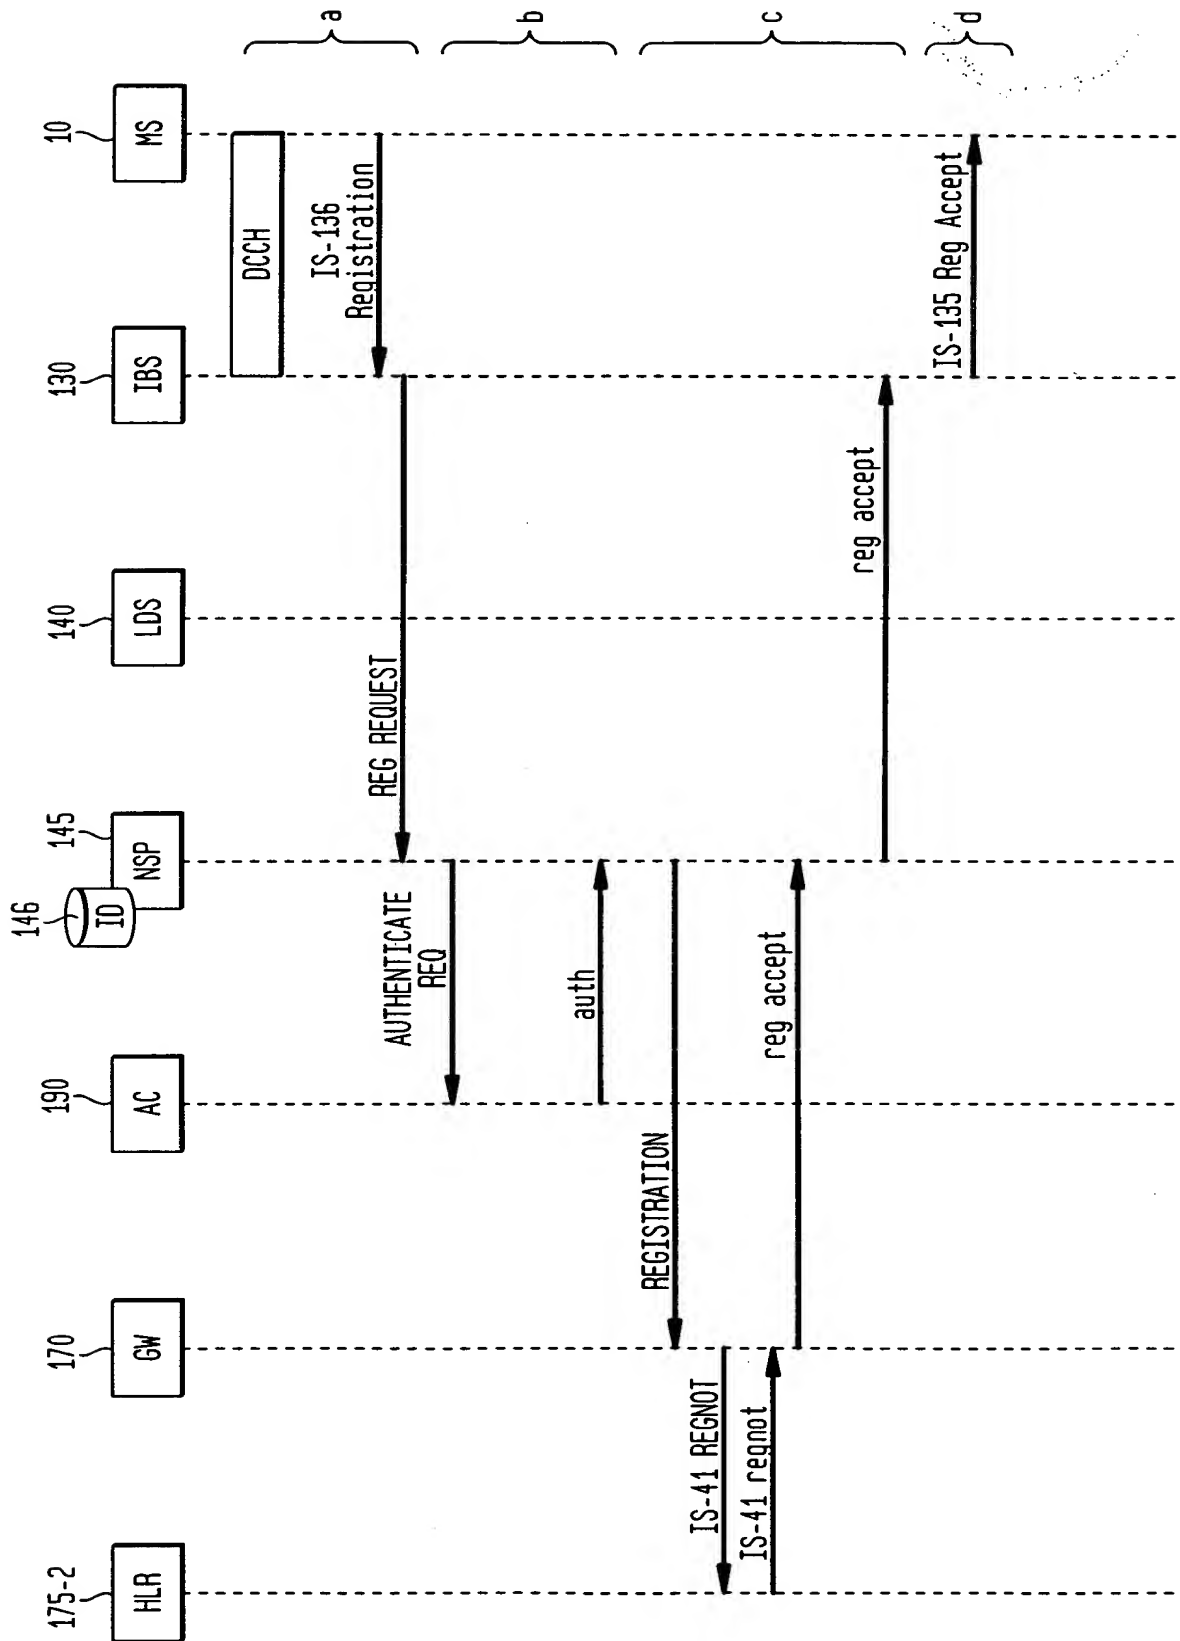 175-2
170
190
146
145
140
130
10
HLR
GW
AC
ID
NSP
LDS
IBS
MS
DCCH
a
IS-136
Registration
REG REQUEST
AUTHENTICATE
REQ
b
auth
REGISTRATION
c
IS-41 REGNOT
IS-41 regnot
reg accept
reg accept
IS-135 Reg Accept
d